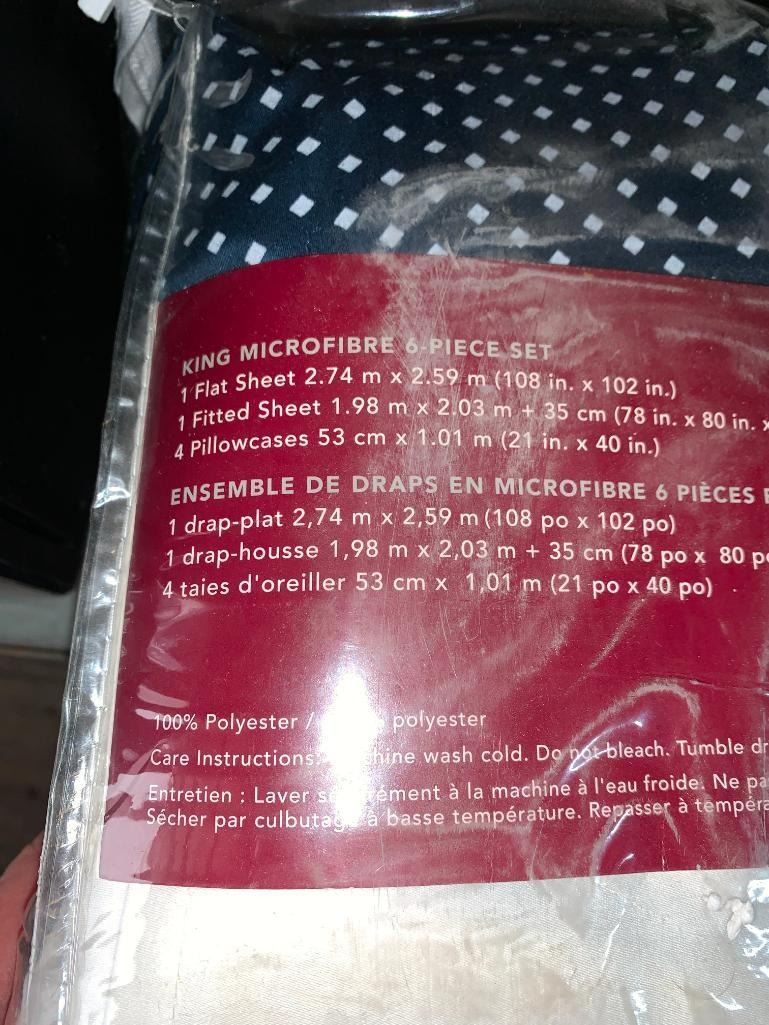 KING MICROFIBRE 6-PIECE SET
1 Flat Sheet 2.74 m x 2.59 m (108 in. x 102 in.)
1 Fitted Sheet 1.98 m x 2.03 m + 35 cm (78 in. x 80 in. x
4 Pillowcases 53 cm x 1.01 m (21 in. x 40 in.)
ENSEMBLE DE DRAPS EN MICROFIBRE 6 PIÈCES
1 drap-plat 2,74 m x 2,59 m (108 po x 102 po)
1 drap-housse 1,98 m x 2,03 m + 35 cm (78 po x 80 po
4 taies d'oreiller 53 cm x 1,01 m (21 po x 40 po)
100% Polyester / polyester
Care Instructions: wash cold. Do not bleach. Tumble
Entretien : Laver à la machine à l'eau froide. Ne
Sécher par culbutage à basse température. Repasser à